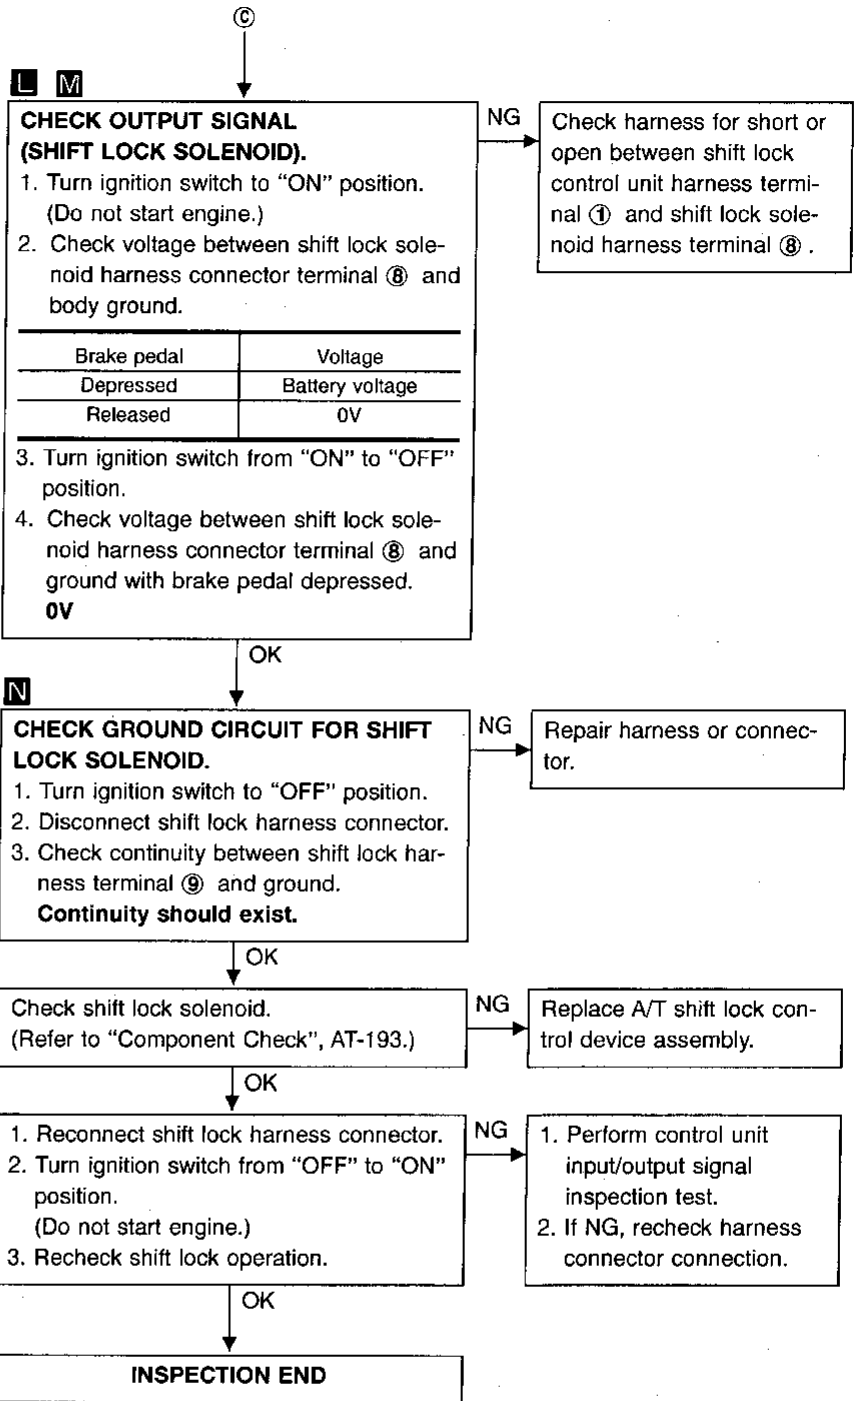 Ⓒ
L M
CHECK OUTPUT SIGNAL
(SHIFT LOCK SOLENOID).
1. Turn ignition switch to “ON” position.
(Do not start engine.)
2. Check voltage between shift lock sole-
noid harness connector terminal ⑧ and
body ground.
Brake pedal Voltage
Depressed Battery voltage
Released 0V
3. Turn ignition switch from “ON” to “OFF”
position.
4. Check voltage between shift lock sole-
noid harness connector terminal ⑧ and
ground with brake pedal depressed.
0V
NG
Check harness for short or
open between shift lock
control unit harness termi-
nal ① and shift lock sole-
noid harness terminal ⑧ .
OK
N
CHECK GROUND CIRCUIT FOR SHIFT
LOCK SOLENOID.
1. Turn ignition switch to “OFF” position.
2. Disconnect shift lock harness connector.
3. Check continuity between shift lock har-
ness terminal ⑨ and ground.
Continuity should exist.
NG
Repair harness or connec-
tor.
OK
Check shift lock solenoid.
(Refer to “Component Check”, AT-193.)
NG
Replace A/T shift lock con-
trol device assembly.
OK
1. Reconnect shift lock harness connector.
2. Turn ignition switch from “OFF” to “ON”
position.
(Do not start engine.)
3. Recheck shift lock operation.
NG
1. Perform control unit
input/output signal
inspection test.
2. If NG, recheck harness
connector connection.
OK
INSPECTION END